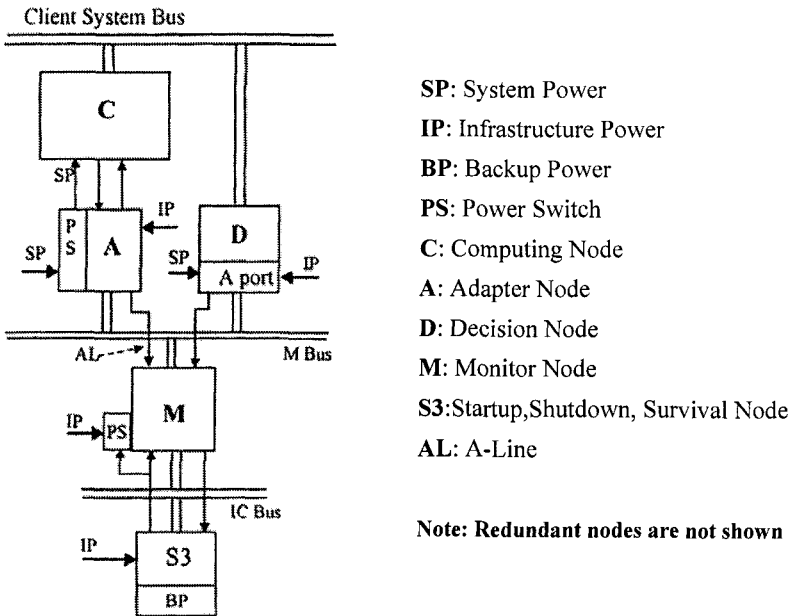 Client System Bus
C
SP
IP
P
S
A
D
SP
SP
A port
IP
AL
M Bus
M
IP
PS
IC Bus
IP
S3
BP
SP: System Power
IP: Infrastructure Power
BP: Backup Power
PS: Power Switch
C: Computing Node
A: Adapter Node
D: Decision Node
M: Monitor Node
S3:Startup,Shutdown, Survival Node
AL: A-Line
Note: Redundant nodes are not shown